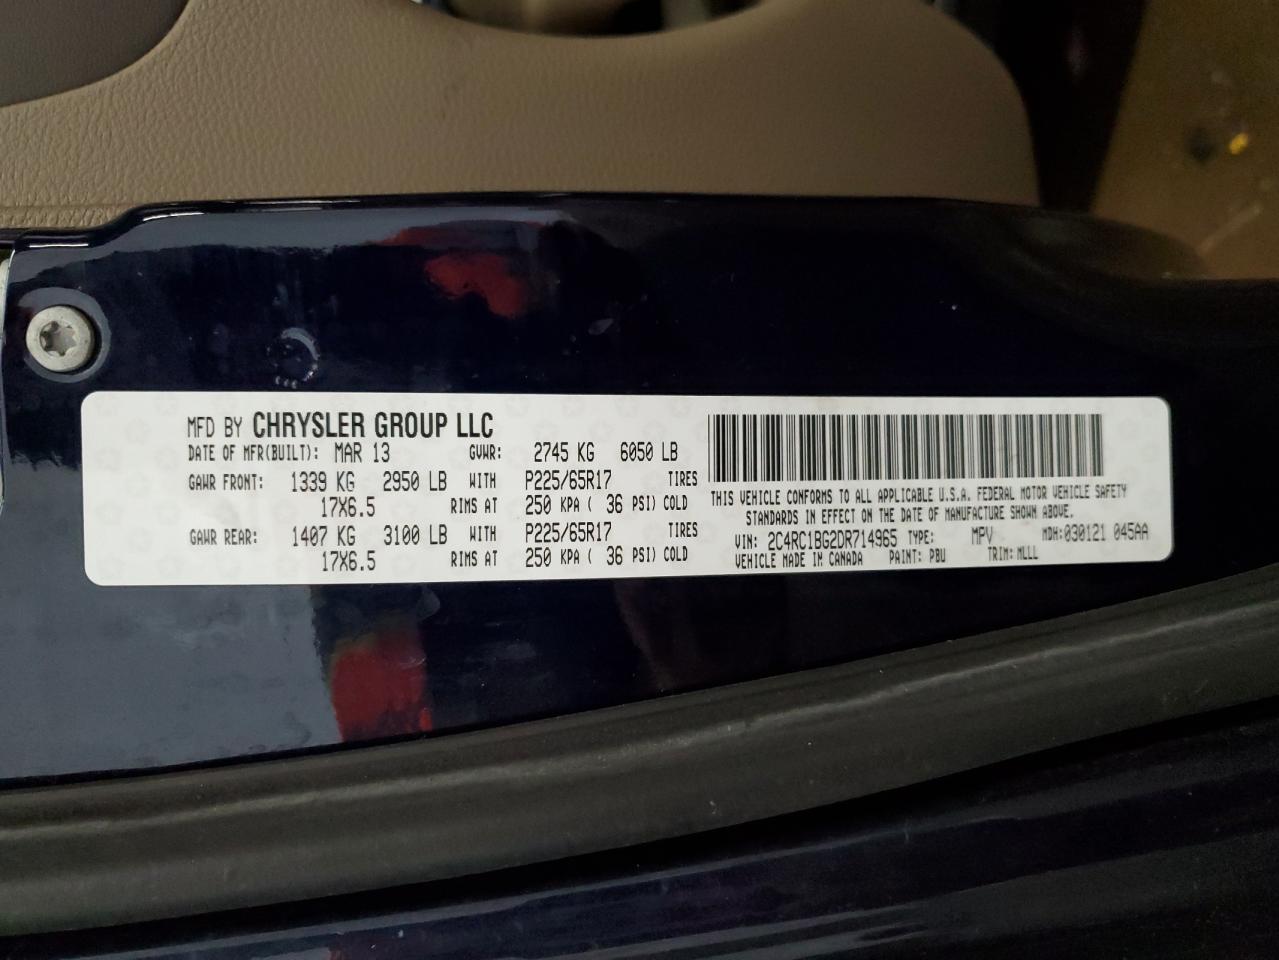 MFD BY CHRYSLER GROUP LLC
DATE OF MFR(BUILT): MAR 13 GVWR: 2745 KG 6050 LB
GAWR FRONT: 1339 KG 2950 LB WITH P225/65R17 TIRES
17X6.5 RIMS AT 250 KPA ( 36 PSI) COLD
GAWR REAR: 1407 KG 3100 LB WITH P225/65R17 TIRES
17X6.5 RIMS AT 250 KPA ( 36 PSI) COLD
THIS VEHICLE CONFORMS TO ALL APPLICABLE U.S.A. FEDERAL MOTOR VEHICLE SAFETY
STANDARDS IN EFFECT ON THE DATE OF MANUFACTURE SHOWN ABOVE.
VIN: 2C4RC1BG2DR714965 TYPE: MPV MDH:030121 045AA
VEHICLE MADE IN: CANADA PAINT: PBU TRIM: MLLL